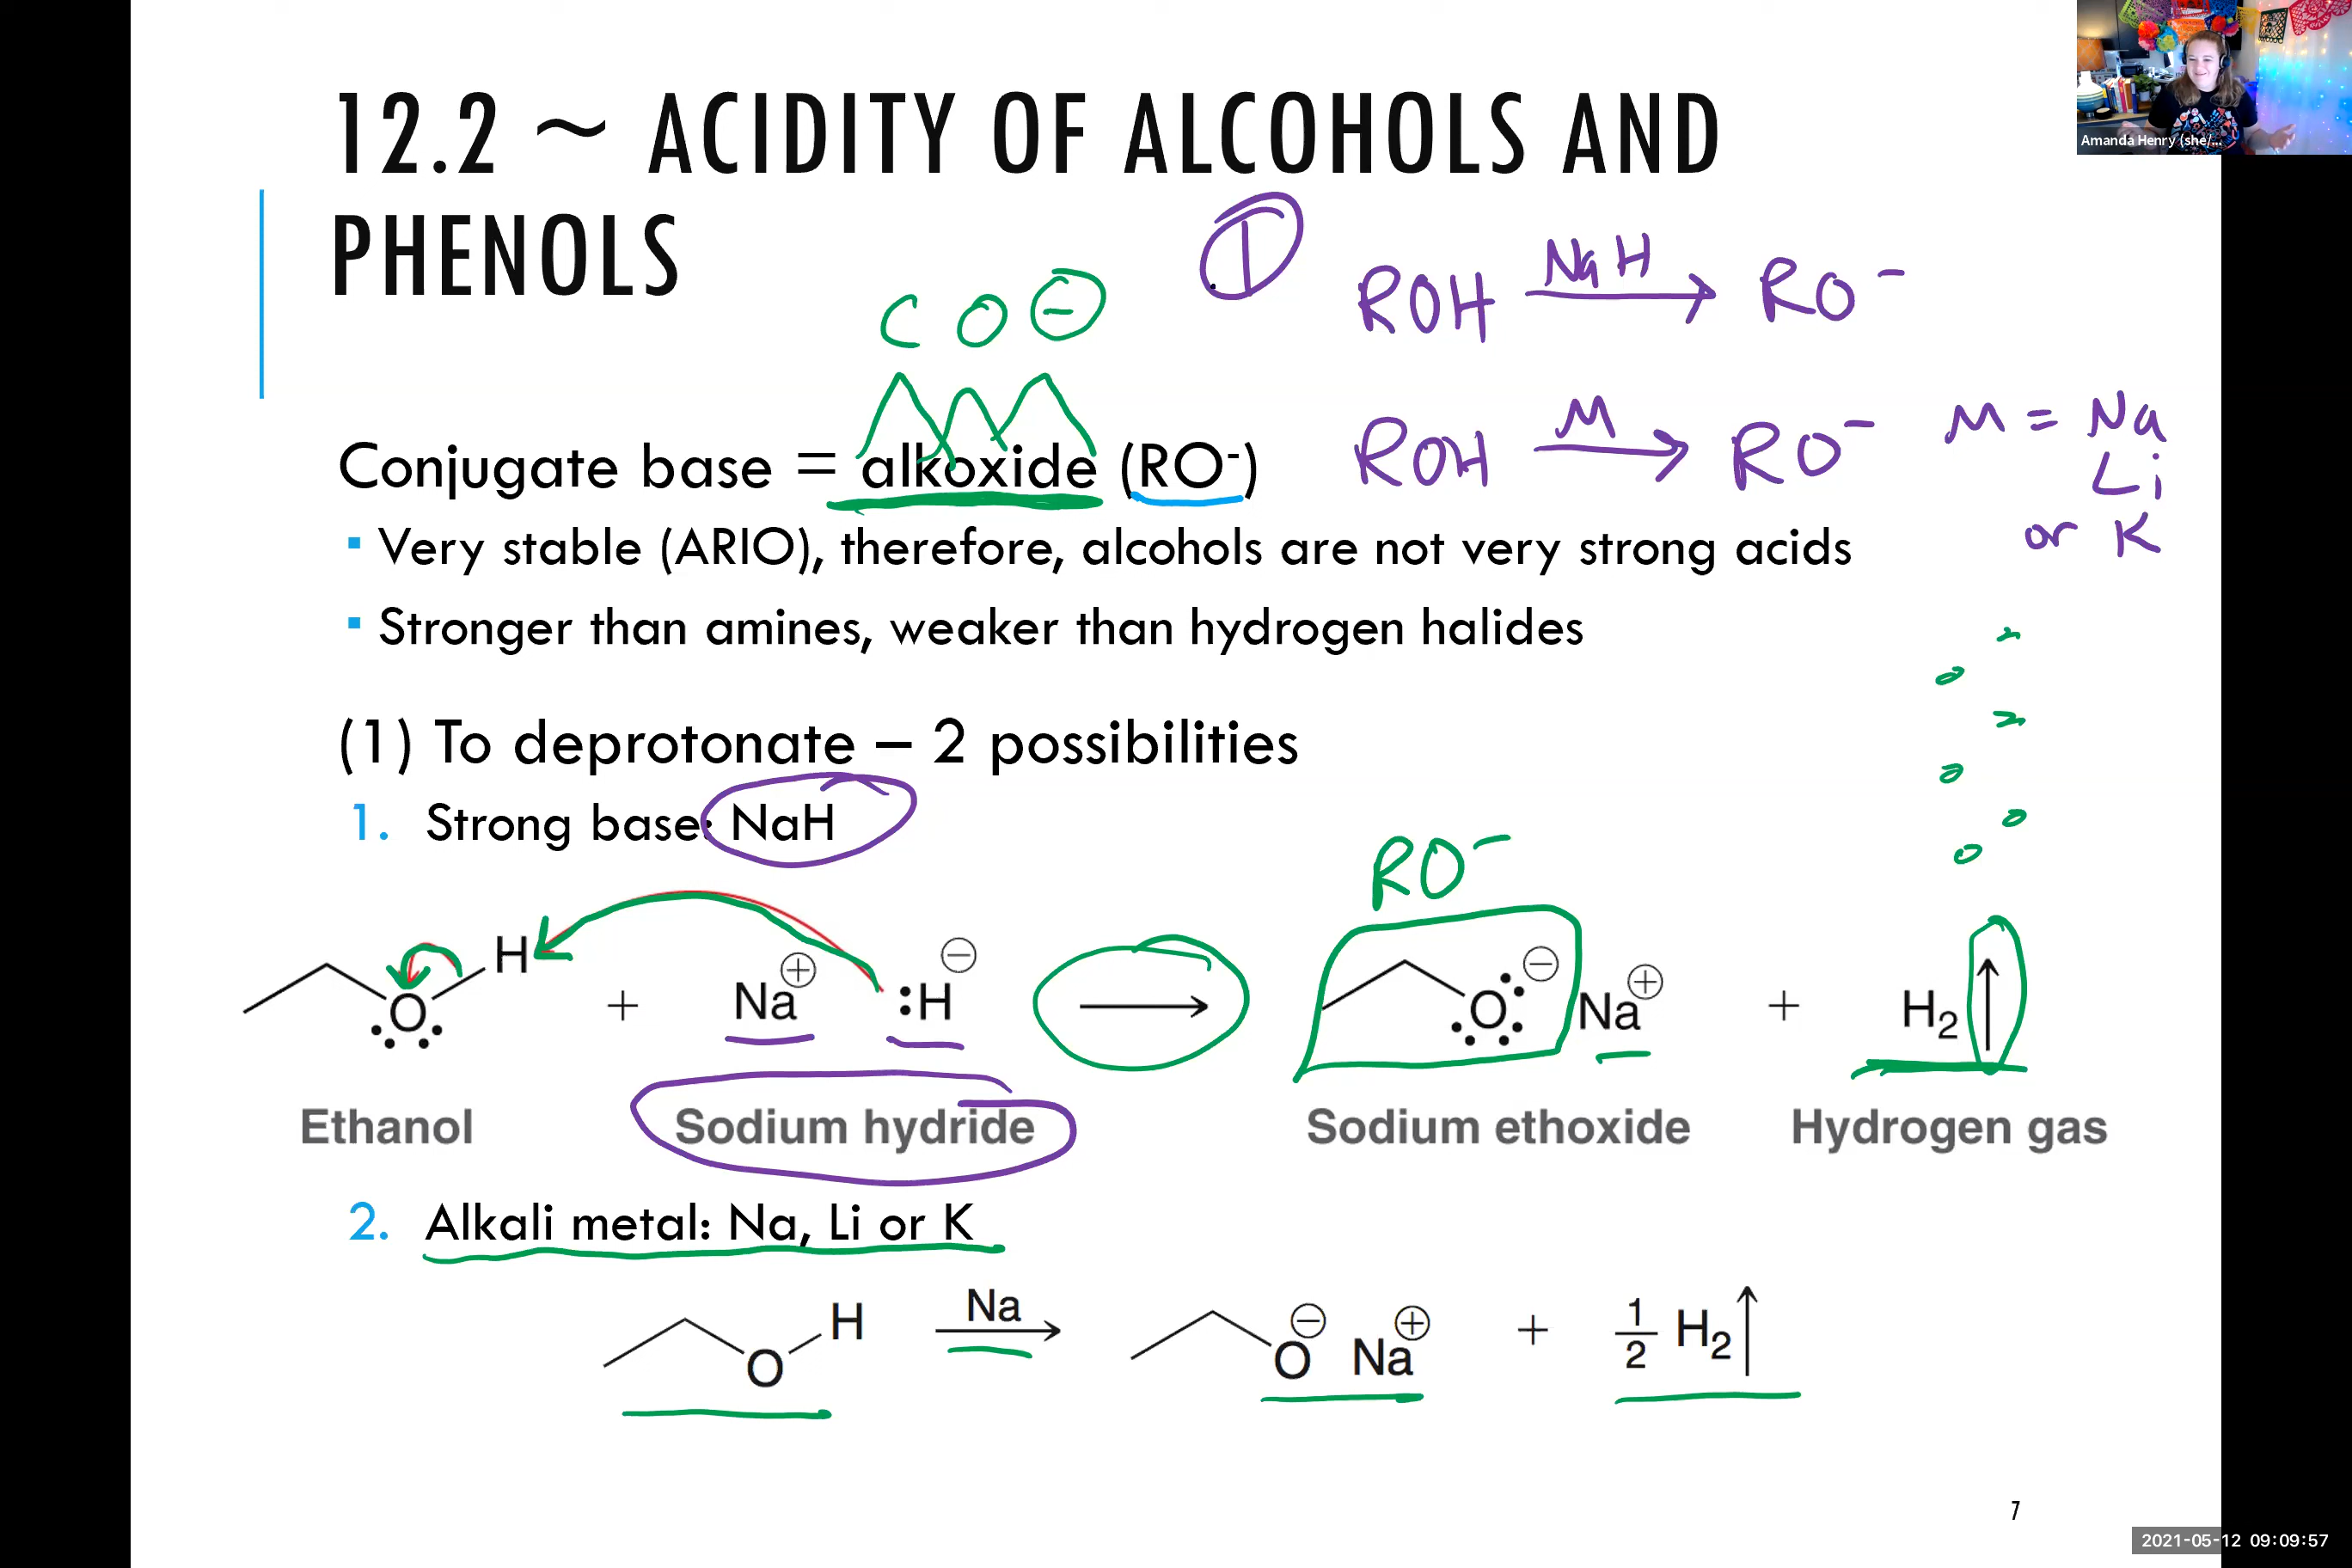 Amanda Henry (she/...
12.2 ~ ACIDITY OF ALCOHOLS AND
PHENOLS
1
ROH NaH → RO⁻
C O ⊖
ROH M → RO⁻ M = Na
Li
or K
Conjugate base = alkoxide (RO⁻)
▪ Very stable (ARIO), therefore, alcohols are not very strong acids
▪ Stronger than amines, weaker than hydrogen halides
(1) To deprotonate – 2 possibilities
1. Strong base: NaH
RO⁻
O H + Na ⊕ :H ⊖ → O ⊖ Na ⊕ + H₂ ↑
Ethanol Sodium hydride Sodium ethoxide Hydrogen gas
2. Alkali metal: Na, Li or K
O H Na → O ⊖ Na ⊕ + 1/2 H₂ ↑
7
2021-05-12 09:09:57